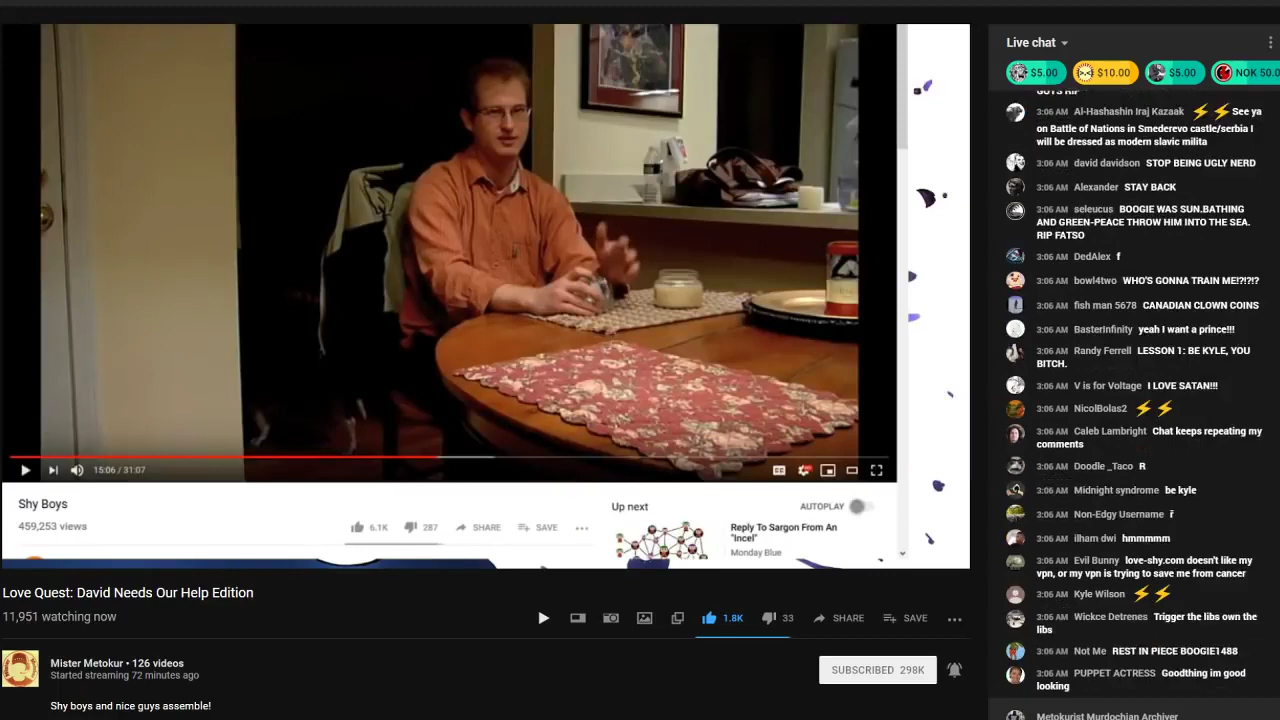 15:06 / 31:07
CC
Shy Boys
459,253 views
6.1K
287
SHARE
SAVE
Up next
AUTOPLAY
Reply To Sargon From An
"Incel"
Monday Blue
Love Quest: David Needs Our Help Edition
11,951 watching now
1.8K
33
SHARE
SAVE
Mister Metokur • 126 videos
Started streaming 72 minutes ago
SUBSCRIBED 298K
Shy boys and nice guys assemble!
Live chat
$5.00
$10.00
$5.00
NOK 50.0
GUYS RIP
3:06 AM Al-Hashashin Iraj Kazaak ⚡⚡See ya
on Battle of Nations in Smederevo castle/serbia I
will be dressed as modern slavic milita
3:06 AM david davidson STOP BEING UGLY NERD
3:06 AM Alexander STAY BACK
3:06 AM seleucus BOOGIE WAS SUN.BATHING
AND GREEN-PEACE THROW HIM INTO THE SEA.
RIP FATSO
3:06 AM DedAlex f
3:06 AM bowl4two WHO'S GONNA TRAIN ME!?!?!?
3:06 AM fish man 5678 CANADIAN CLOWN COINS
3:06 AM BasterInfinity yeah I want a prince!!!
3:06 AM Randy Ferrell LESSON 1: BE KYLE, YOU
BITCH.
3:06 AM V is for Voltage I LOVE SATAN!!!
3:06 AM NicolBolas2 ⚡⚡
3:06 AM Caleb Lambright Chat keeps repeating my
comments
3:06 AM Doodle _Taco R
3:06 AM Midnight syndrome be kyle
3:06 AM Non-Edgy Username r
3:06 AM ilham dwi hmmmmm
3:06 AM Evil Bunny love-shy.com doesn't like my
vpn, or my vpn is trying to save me from cancer
3:06 AM Kyle Wilson ⚡⚡
3:06 AM Wickce Detrenes Trigger the libs own the
libs
3:06 AM Not Me REST IN PIECE BOOGIE1488
3:06 AM PUPPET ACTRESS Goodthing im good
looking
Metokurist Murdochian Archiver